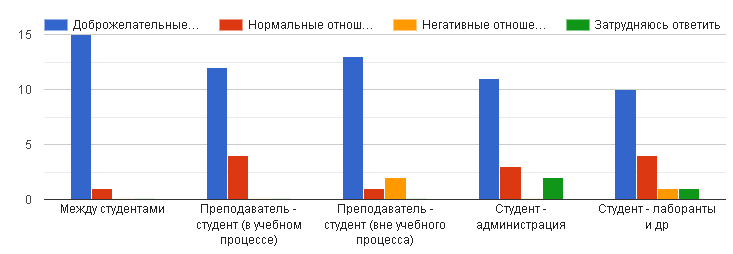 Доброжелательные...
Нормальные отнош...
Негативные отноше...
Затрудняюсь ответить
15
10
5
0
Между студентами
Преподаватель -
студент (в учебном
процессе)
Преподаватель -
студент (вне учебного
процесса)
Студент -
администрация
Студент - лаборанты
и др